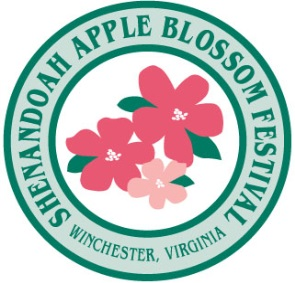 SHENANDOAH APPLE BLOSSOM FESTIVAL
WINCHESTER, VIRGINIA